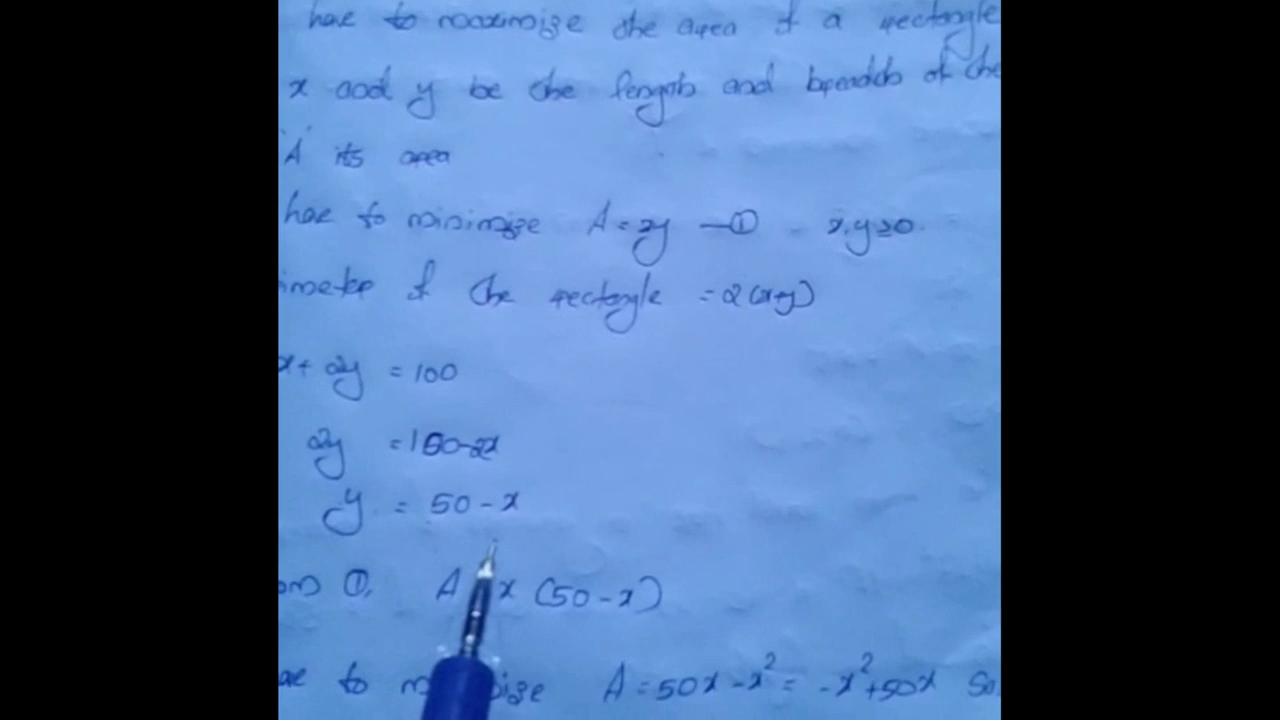 have to maximize the area of a rectangle
x and y be the length and breadth of the
A its area
have to minimize A = xy —① x,y≥0.
imeter of the rectangle = 2(x+y)
x + 2y = 100
2y = 100-2x
y = 50 - x
①, A x (50 - x)
to A = 50x - x² = -x² + 50x So